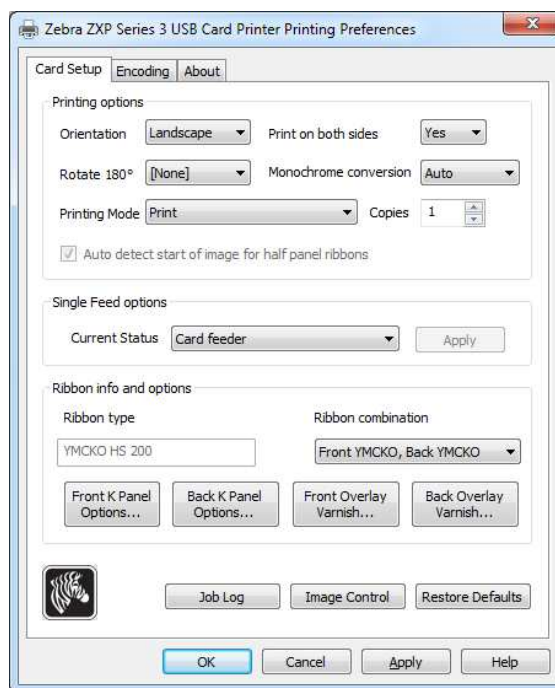 Zebra ZXP Series 3 USB Card Printer Printing Preferences
Card Setup Encoding About
Printing options
Orientation Landscape Print on both sides Yes
Rotate 180° [None] Monochrome conversion Auto
Printing Mode Print Copies 1
Auto detect start of image for half panel ribbons
Single Feed options
Current Status Card feeder Apply
Ribbon info and options
Ribbon type Ribbon combination
YMCKO HS 200 Front YMCKO, Back YMCKO
Front K Panel Back K Panel Front Overlay Back Overlay
Options... Options... Varnish... Varnish...
Job Log Image Control Restore Defaults
OK Cancel Apply Help